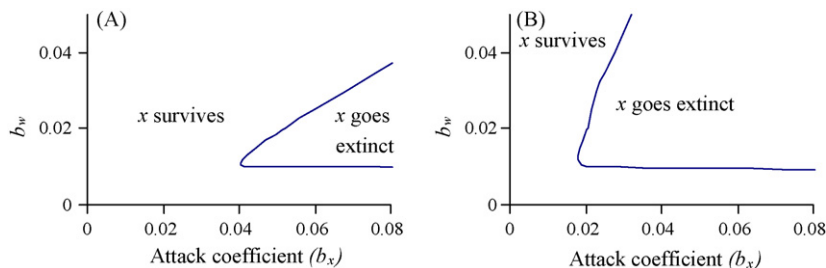 (A)
b_w
0.04
0.02
0
x survives
x goes
extinct
0 0.02 0.04 0.06 0.08
Attack coefficient (b_x)
(B)
0.04
0.02
0
x survives
x goes extinct
0 0.02 0.04 0.06 0.08
Attack coefficient (b_x)
b_w